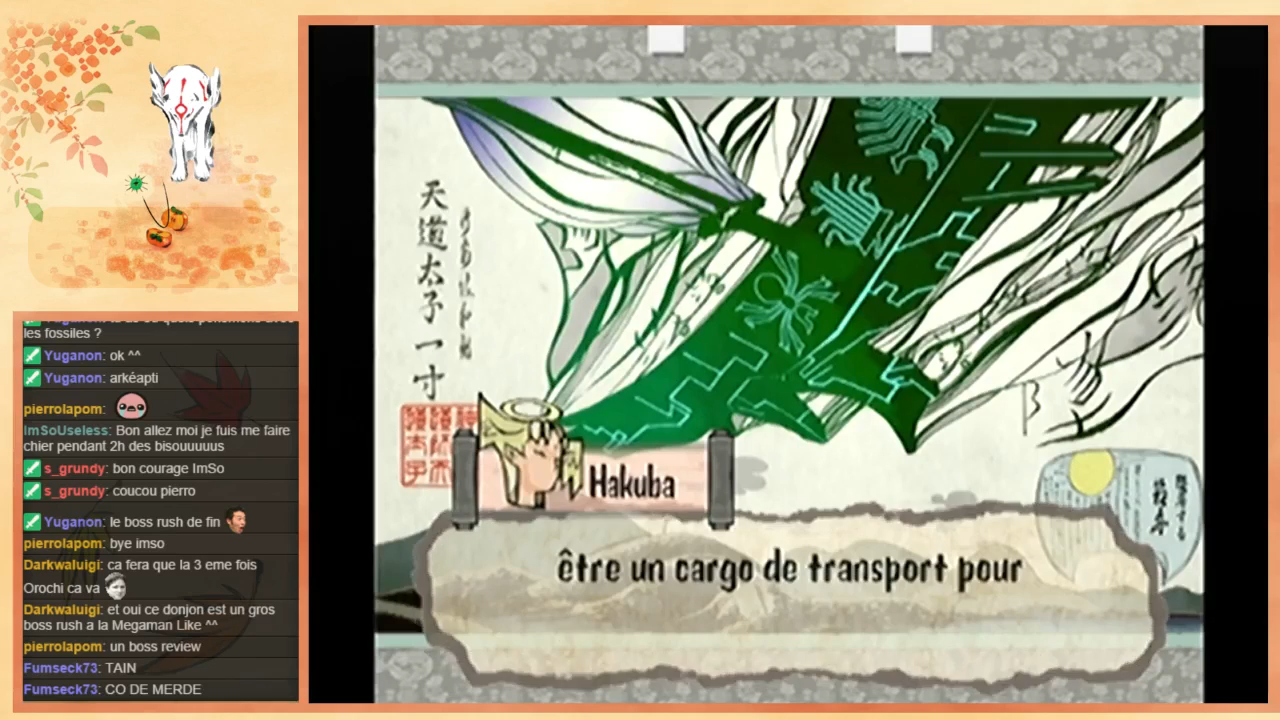 les fossiles ?
Yuganon: ok ^^
Yuganon: arkéapti
pierrolapom:
ImSoUseless: Bon allez moi je fuis me faire
chier pendant 2h des bisouuuuus
s_grundy: bon courage ImSo
s_grundy: coucou pierro
Yuganon: le boss rush de fin
pierrolapom: bye imso
Darkwaluigi: ca fera que la 3 eme fois
Orochi ca va
Darkwaluigi: et oui ce donjon est un gros
boss rush a la Megaman Like ^^
pierrolapom: un boss review
Fumseck73: TAIN
Fumseck73: CO DE MERDE
天道太子一寸
Hakuba
être un cargo de transport pour